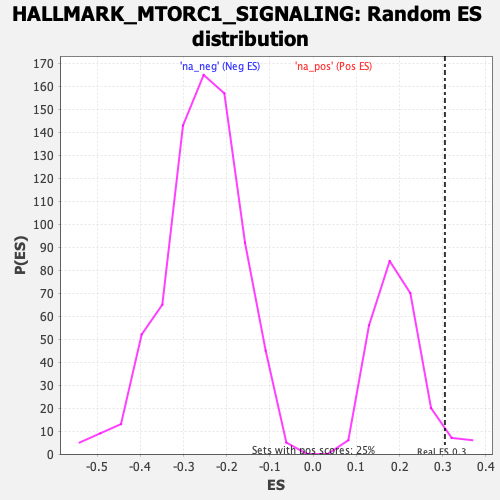 HALLMARK_MTORC1_SIGNALING: Random ES
distribution
'na_neg' (Neg ES) 'na_pos' (Pos ES)
170
160
150
140
130
120
110
100
90
80
70
60
50
40
30
20
10
0
P(ES)
Sets with pos scores: 25%
Real ES 0.3
-0.5 -0.4 -0.3 -0.2 -0.1 0.0 0.1 0.2 0.3 0.4
ES